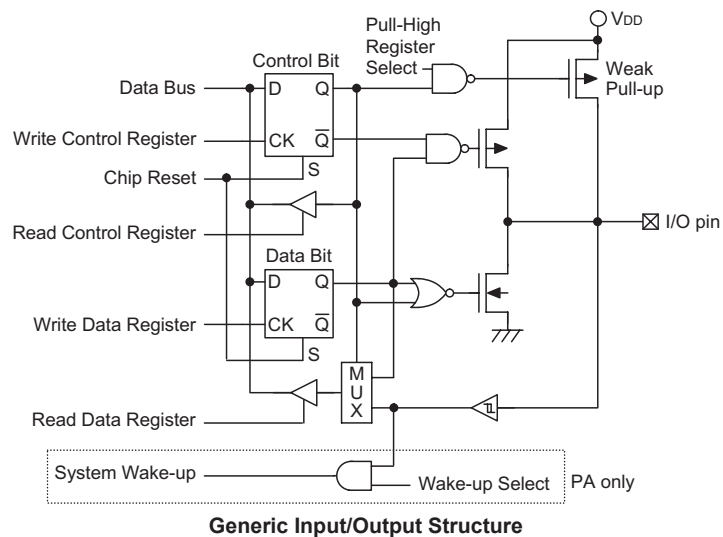 VDD
Pull-High
Register
Select
Control Bit
Weak
Pull-up
Data Bus
D
Q
Write Control Register
CK
Q
Chip Reset
S
I/O pin
Read Control Register
Data Bit
D
Q
Write Data Register
CK
Q
S
M
U
X
Read Data Register
System Wake-up
Wake-up Select
PA only
Generic Input/Output Structure